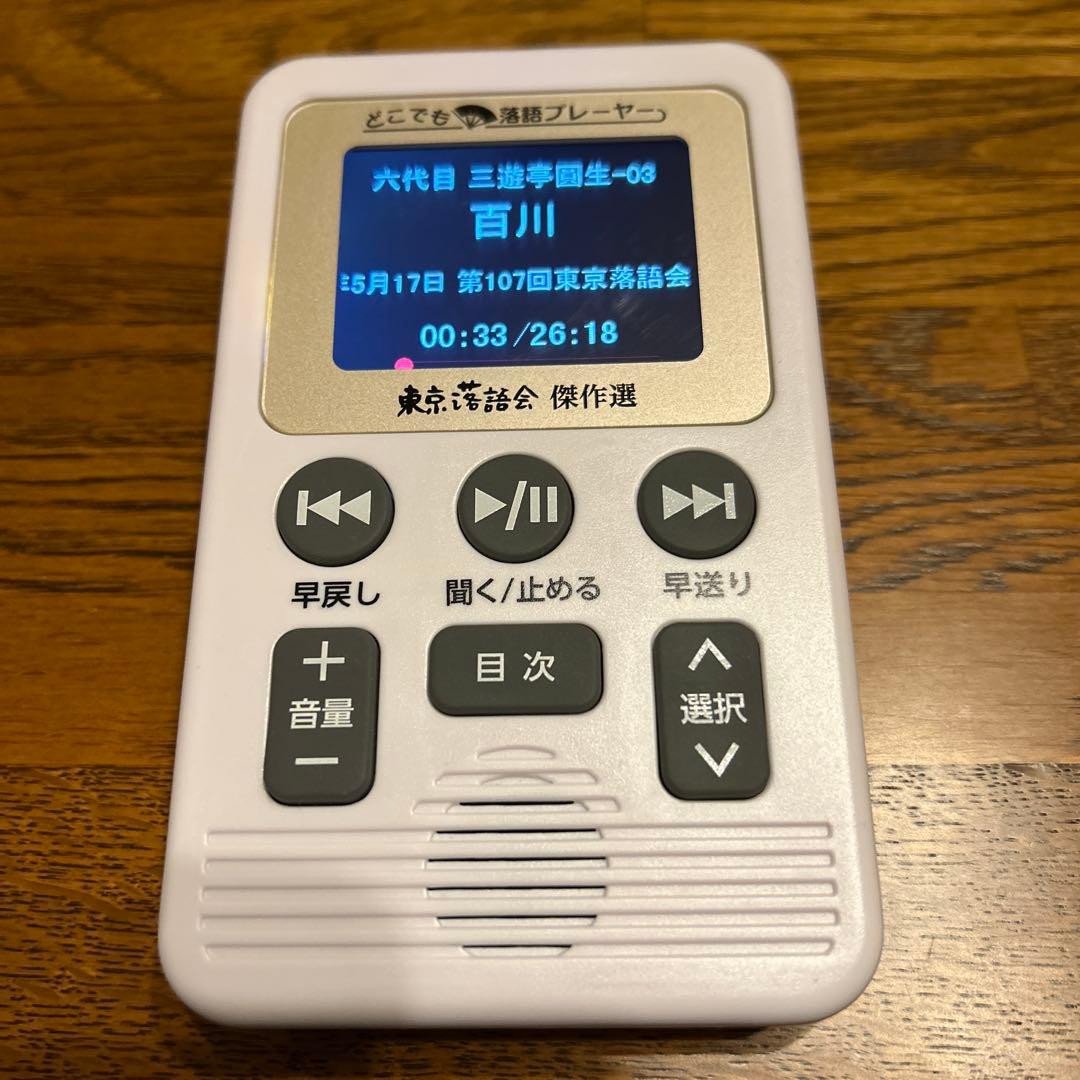 どこでも落語プレーヤー
六代目 三遊亭圓生-03
百川
年5月17日 第107回東京落語会
00:33/26:18
東京落語会 傑作選
早戻し
聞く/止める
早送り
+
音量
−
目次
選択